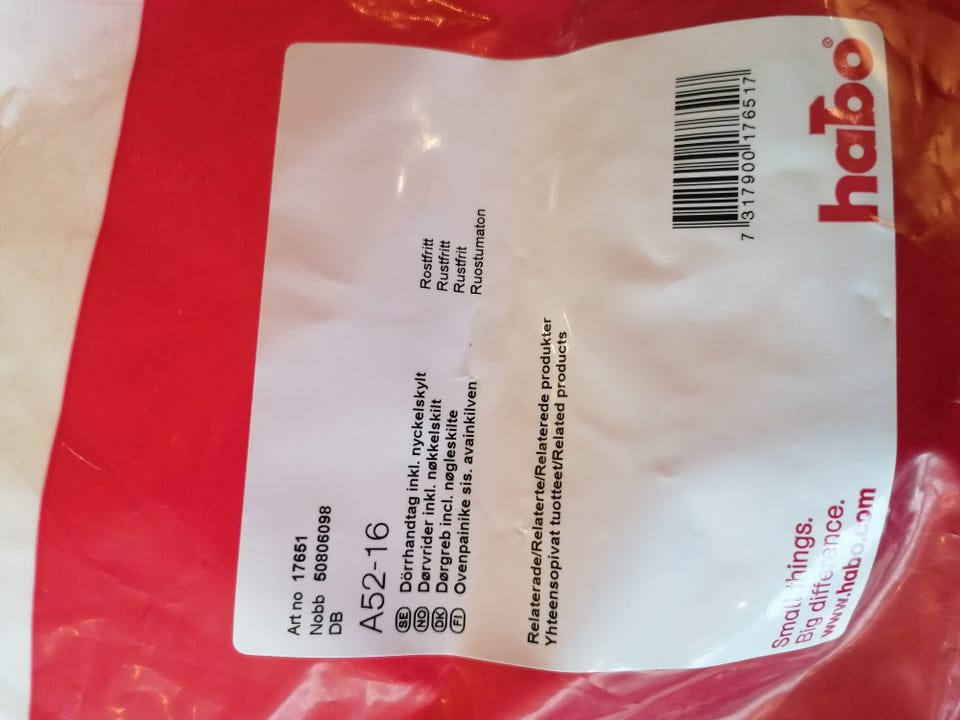 Art no 17651
Nobb 50806098
DB
A52-16
SE Dörrhandtag inkl. nyckelskylt Rostfritt
NO Dørvrider inkl. nøkkelskilt Rustfritt
DK Dørgreb incl. nøgleskilte Rustfrit
FI Ovenpainike sis. avainkilven Ruostumaton
Relaterade/Relaterte/Relaterede produkter
Yhteensopivat tuotteet/Related products
7 317900 176517
Small things.
Big difference.
www.habo.com
habo®